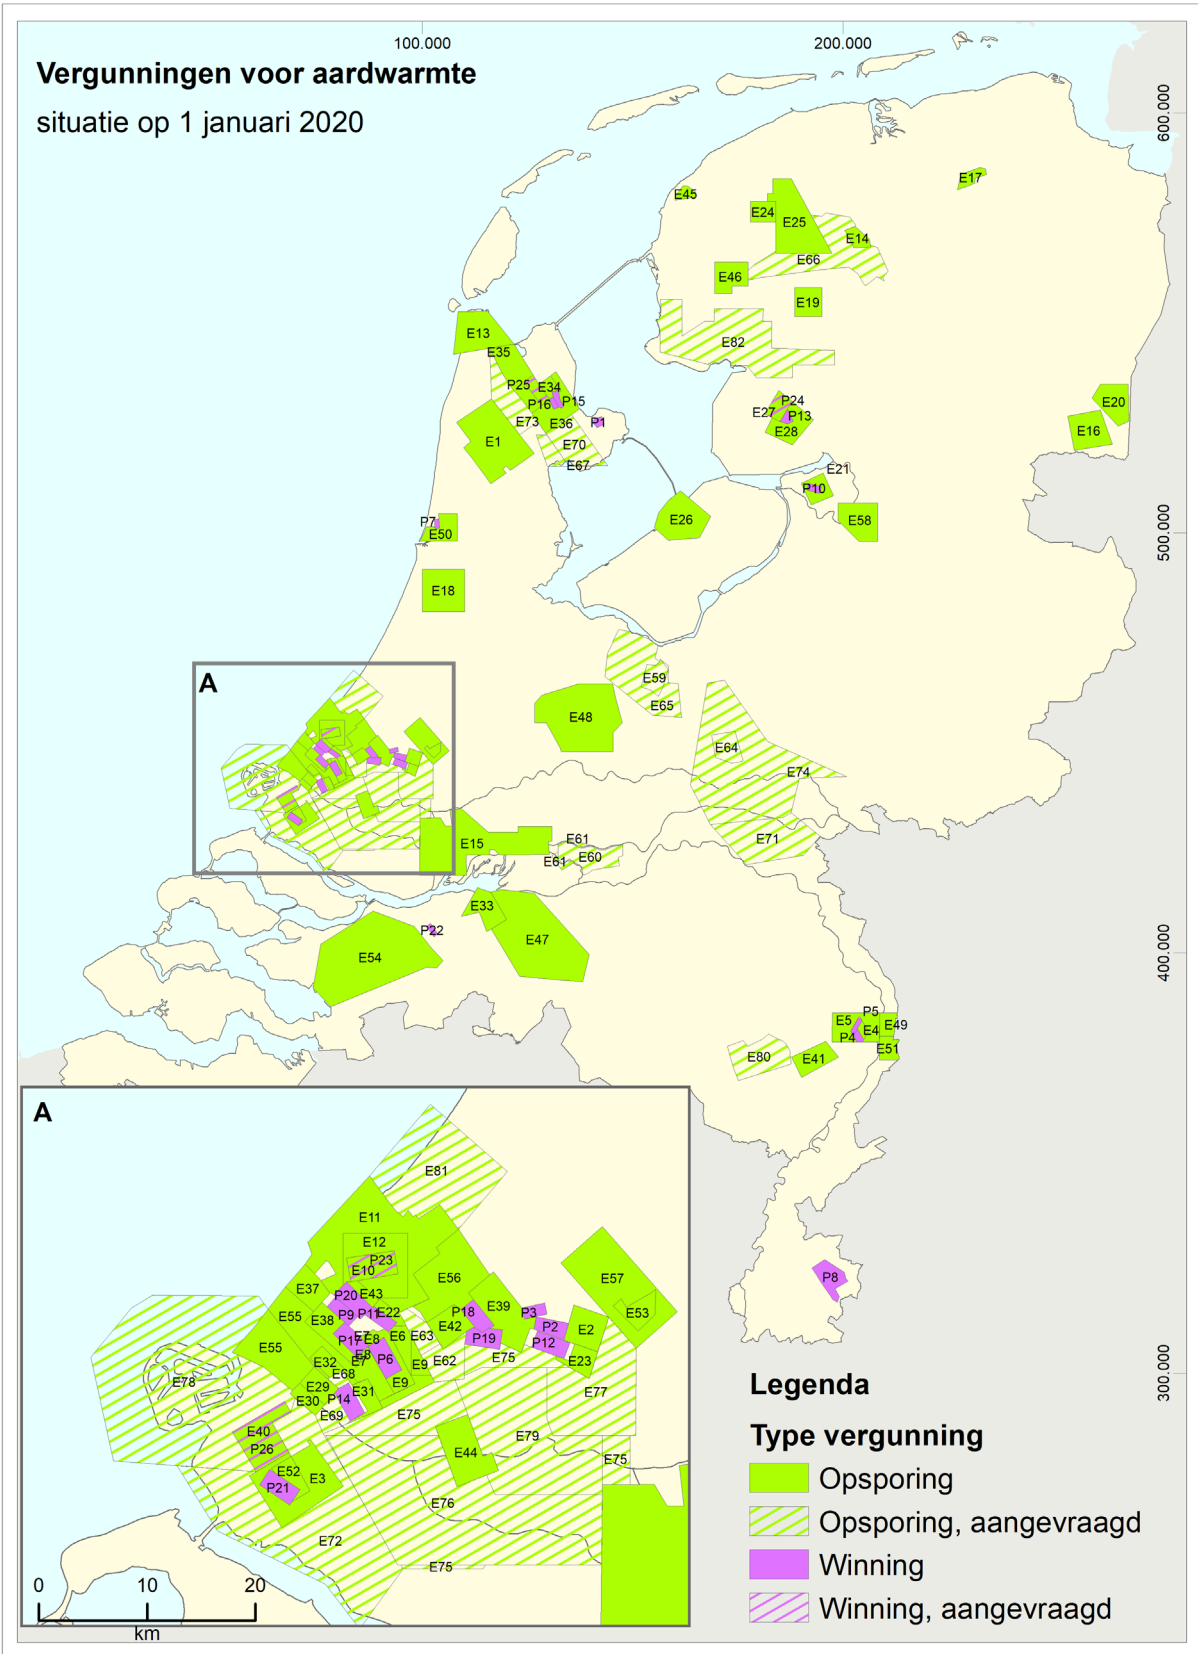 100.000
200.000
Vergunningen voor aardwarmte
situatie op 1 januari 2020
600.000
500.000
400.000
300.000
E17
E45
E24
E25
E14
E66
E46
E19
E13
E82
E35
P25
E34
P16
P15
E73
E36
P1
E1
E70
E67
E27
P24
P13
E28
E20
E16
E21
P10
E58
E26
P7
E50
E18
A
E59
E65
E48
E64
E74
E15
E61
E61
E60
E71
E33
P22
E47
E54
P5
E5
E4
E49
P4
E51
E80
E41
P8
A
E81
E11
E12
P23
E10
E56
E57
E37
P20
E43
E39
E53
E55
E38
P9
P11
E22
P18
P3
E42
P2
E2
E55
P17
E7
E8
E6
E63
P19
P12
E32
E8
E7
P6
E9
E62
E75
E23
E68
E78
E29
E31
E9
E77
E30
P14
E69
E75
E40
P26
E79
E44
E75
E52
E3
P21
E76
E72
E75
0
10
20
km
Legenda
Type vergunning
Opsporing
Opsporing, aangevraagd
Winning
Winning, aangevraagd